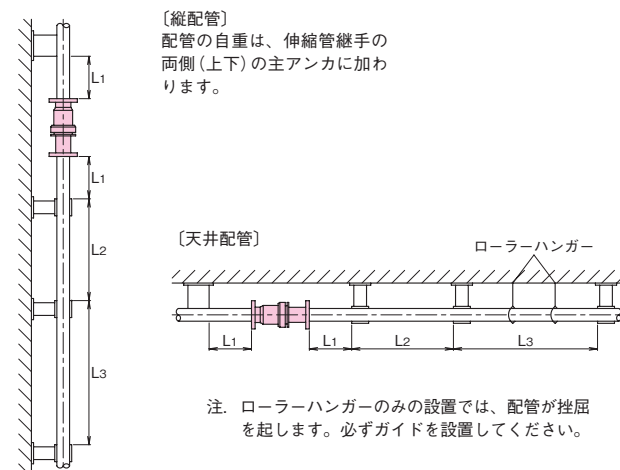 〔縦配管〕
配管の自重は、伸縮管継手の
両側（上下）の主アンカに加わ
ります。
L1
L1
L2
L3
〔天井配管〕
ローラーハンガー
L1
L1
L2
L3
注.　ローラーハンガーのみの設置では、配管が挫屈
を起します。必ずガイドを設置してください。